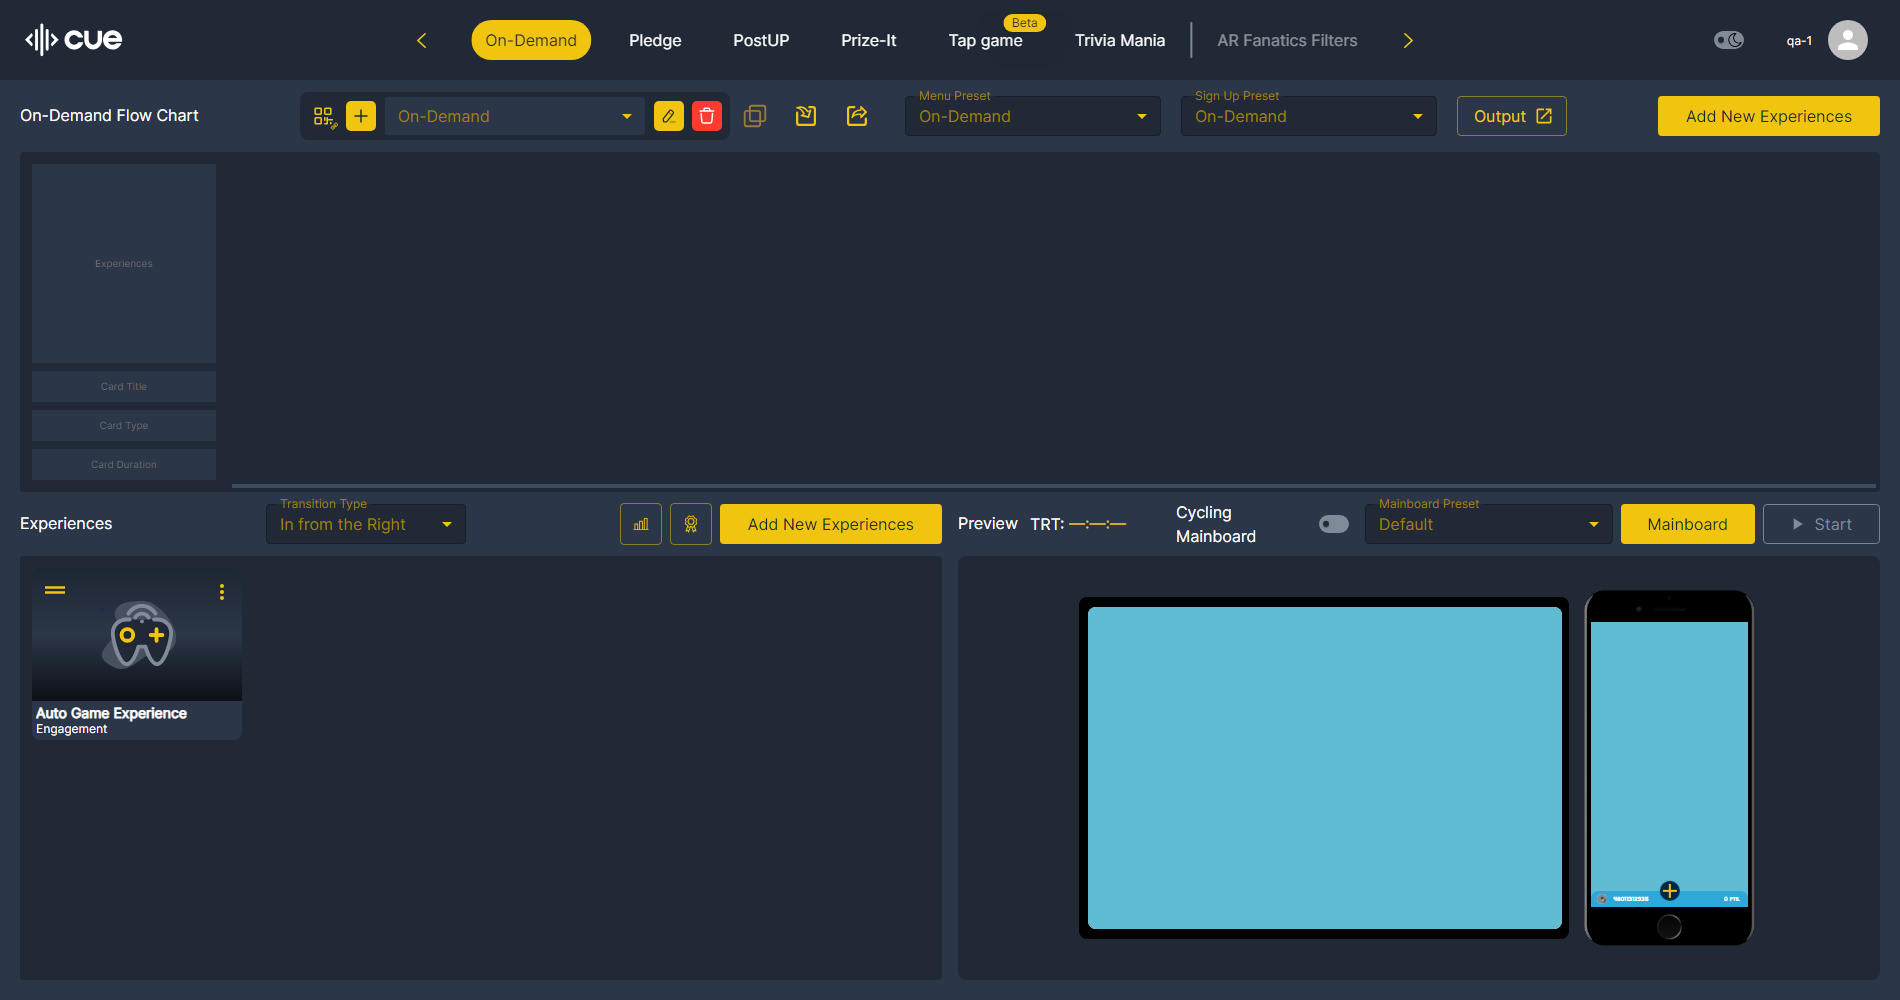 cue
On-Demand
Pledge
PostUP
Prize-It
Beta
Tap game
Trivia Mania
AR Fanatics Filters
qa-1
On-Demand Flow Chart
On-Demand
Menu Preset
On-Demand
Sign Up Preset
On-Demand
Output
Add New Experiences
Experiences
Card Title
Card Type
Card Duration
Experiences
Transition Type
In from the Right
Add New Experiences
Preview
TRT: —:—:—
Cycling
Mainboard
Mainboard Preset
Default
Mainboard
Start
Auto Game Experience
Engagement
0 PTS.